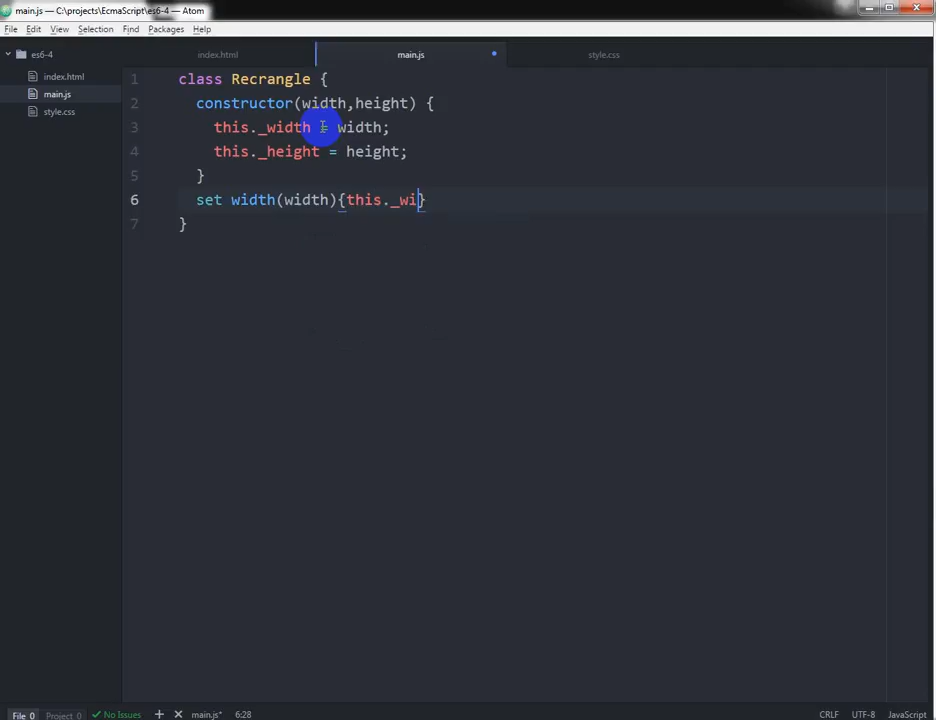 main.js — C:\projects\EcmaScript\es6-4 — Atom
File Edit View Selection Find Packages Help
es6-4
index.html
main.js
style.css
index.html main.js style.css
1 class Recrangle {
2 constructor(width,height) {
3 this._width = width;
4 this._height = height;
5 }
6 set width(width){this._wi}
7 }
File 0 Project 0 No Issues + × main.js* 6:28 CRLF UTF-8 JavaScript